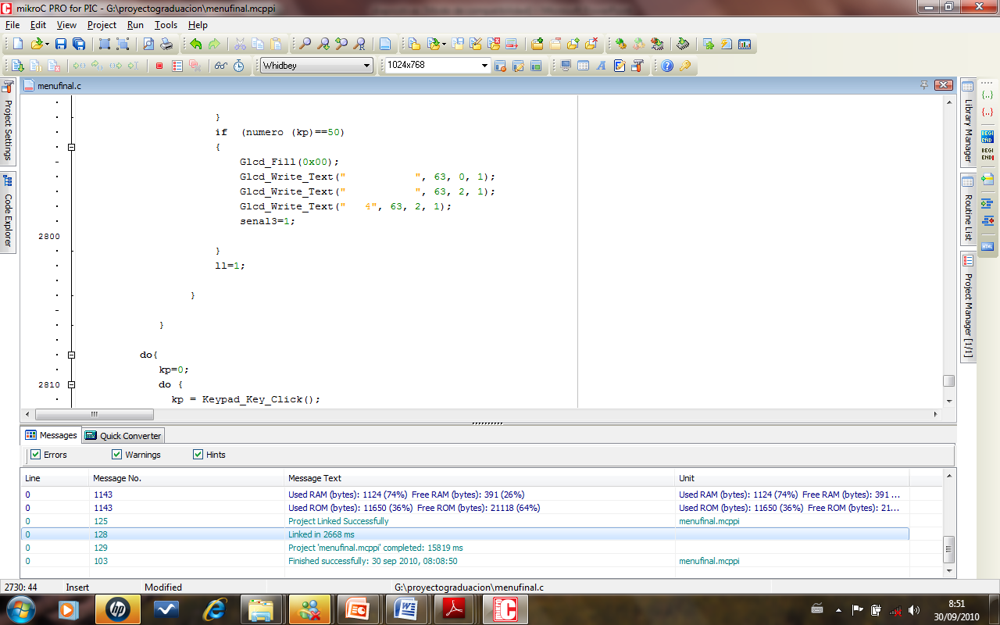 mikroC PRO for PIC - G:\proyectograduacion\menufinal.mcppi
File Edit View Project Run Tools Help
Whidbey 1024x768
menufinal.c
Project Settings
Code Explorer
}
if  (numero (kp)==50)
{
Glcd_Fill(0x00);
Glcd_Write_Text("           ", 63, 0, 1);
Glcd_Write_Text("           ", 63, 2, 1);
Glcd_Write_Text("   4", 63, 2, 1);
senal3=1;
2800
}
ll=1;
}
}
do{
kp=0;
2810 do {
kp = Keypad_Key_Click();
Library Manager
Routine List
Project Manager [1/1]
{..}
{..}
BEGI
END
BEGI
END
HTML
Messages Quick Converter
Errors Warnings Hints
Line Message No. Message Text Unit
0 1143 Used RAM (bytes): 1124 (74%)  Free RAM (bytes): 391 (26%) Used RAM (bytes): 1124 (74%)  Free RAM (bytes): 391 ...
0 1143 Used ROM (bytes): 11650 (36%)  Free ROM (bytes): 21118 (64%) Used ROM (bytes): 11650 (36%)  Free ROM (bytes): 21...
0 125 Project Linked Successfully menufinal.mcppi
0 128 Linked in 2668 ms
0 129 Project 'menufinal.mcppi' completed: 15819 ms
0 103 Finished successfully: 30 sep 2010, 08:08:50 menufinal.mcppi
2730: 44 Insert Modified G:\proyectograduacion\menufinal.c
hp
8:51
30/09/2010